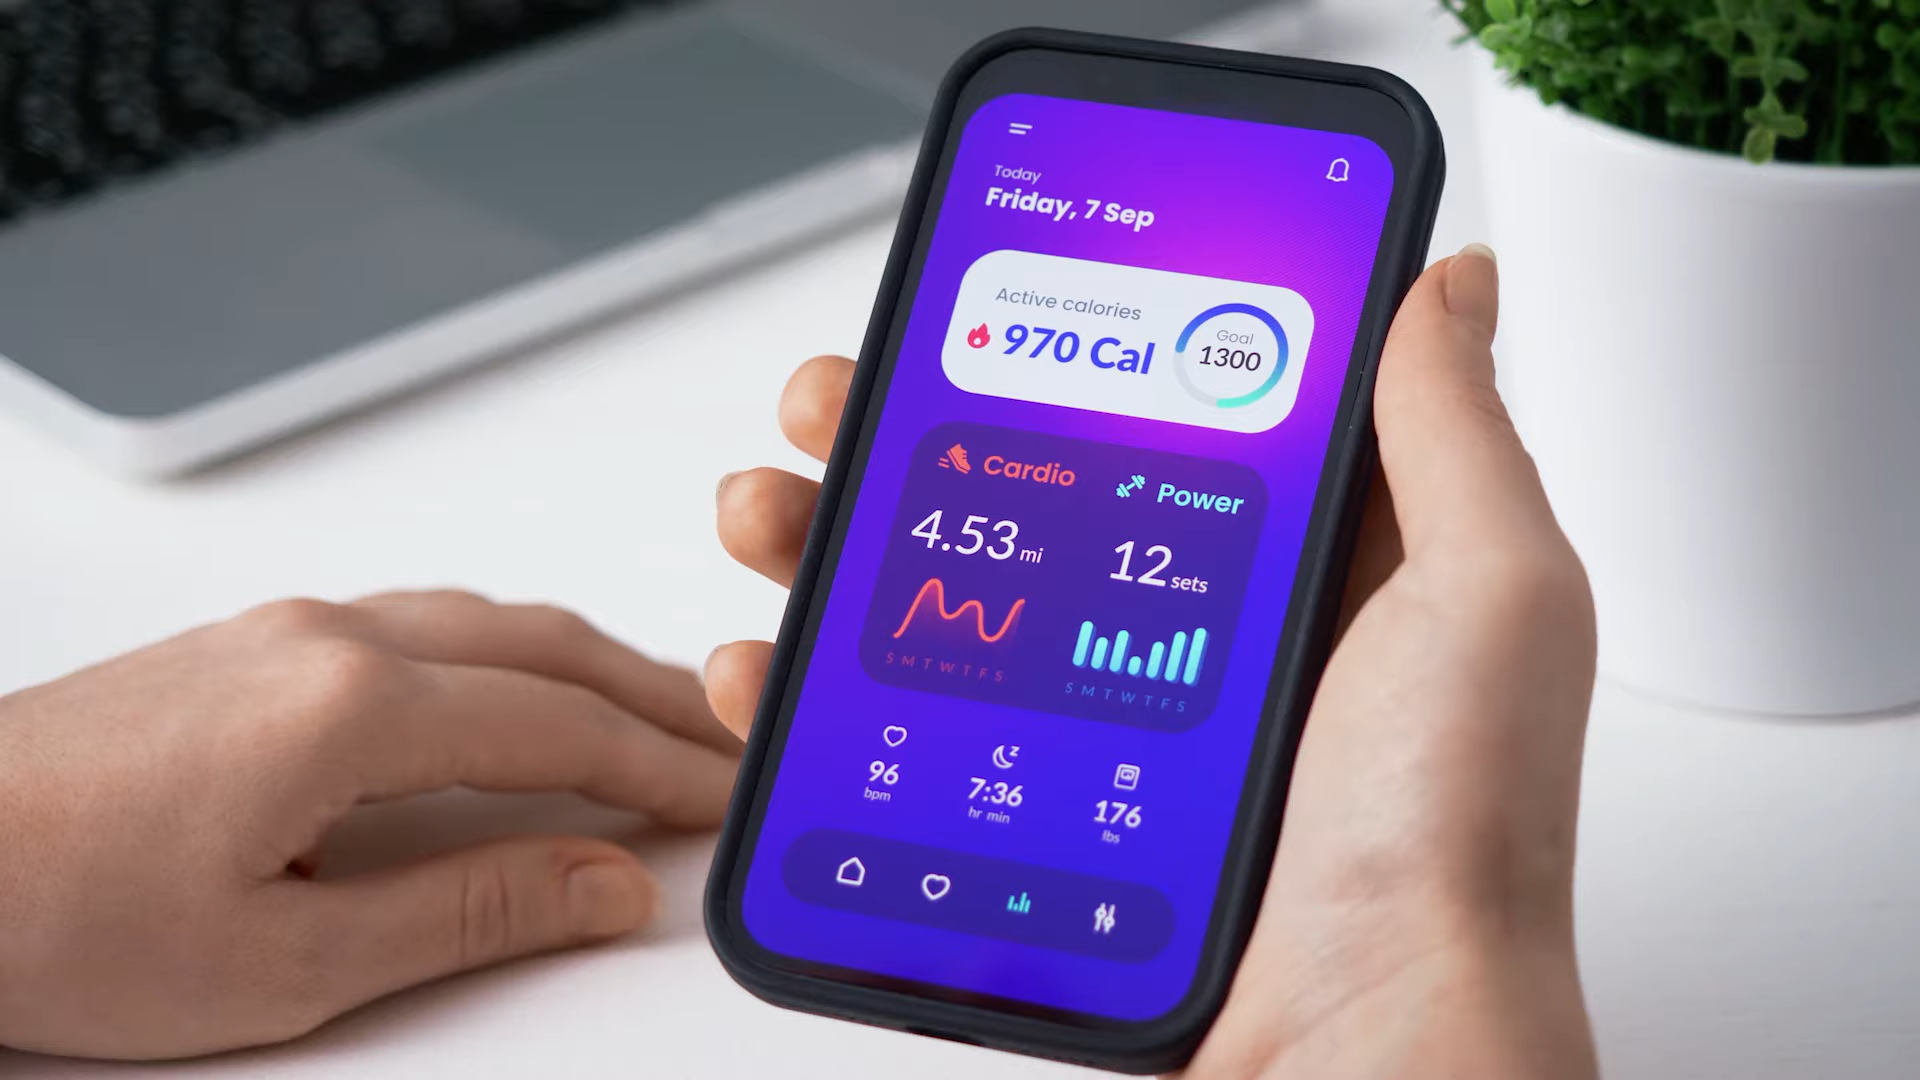 Today
Friday, 7 Sep
Active calories
970 Cal
Goal
1300
Cardio
Power
4.53 mi
12 sets
S M T W T F S
S M T W T F S
96
bpm
7:36
hr min
176
lbs